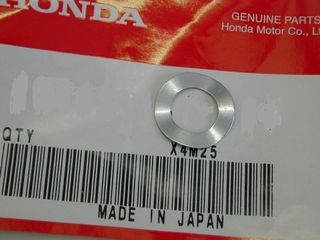 HONDA
GENUINE PARTS
Honda Motor Co., Lt
QTY
X4M25
MADE IN JAPAN